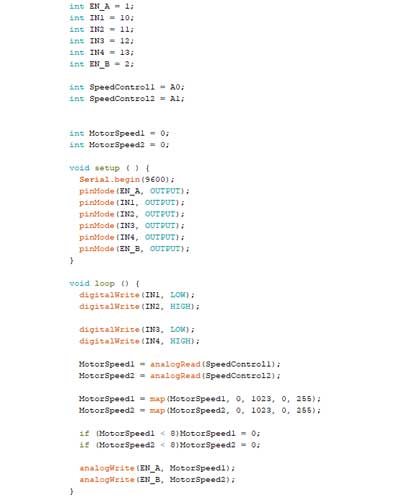 int EN_A = 1;
int IN1 = 10;
int IN2 = 11;
int IN3 = 12;
int IN4 = 13;
int EN_B = 2;
int SpeedControl1 = A0;
int SpeedControl2 = A1;
int MotorSpeed1 = 0;
int MotorSpeed2 = 0;
void setup ( ) {
Serial.begin(9600);
pinMode(EN_A, OUTPUT);
pinMode(IN1, OUTPUT);
pinMode(IN2, OUTPUT);
pinMode(IN3, OUTPUT);
pinMode(IN4, OUTPUT);
pinMode(EN_B, OUTPUT);
}
void loop () {
digitalWrite(IN1, LOW);
digitalWrite(IN2, HIGH);
digitalWrite(IN3, LOW);
digitalWrite(IN4, HIGH);
MotorSpeed1 = analogRead(SpeedControl1);
MotorSpeed2 = analogRead(SpeedControl2);
MotorSpeed1 = map(MotorSpeed1, 0, 1023, 0, 255);
MotorSpeed2 = map(MotorSpeed2, 0, 1023, 0, 255);
if (MotorSpeed1 < 8)MotorSpeed1 = 0;
if (MotorSpeed2 < 8)MotorSpeed2 = 0;
analogWrite(EN_A, MotorSpeed1);
analogWrite(EN_B, MotorSpeed2);
}